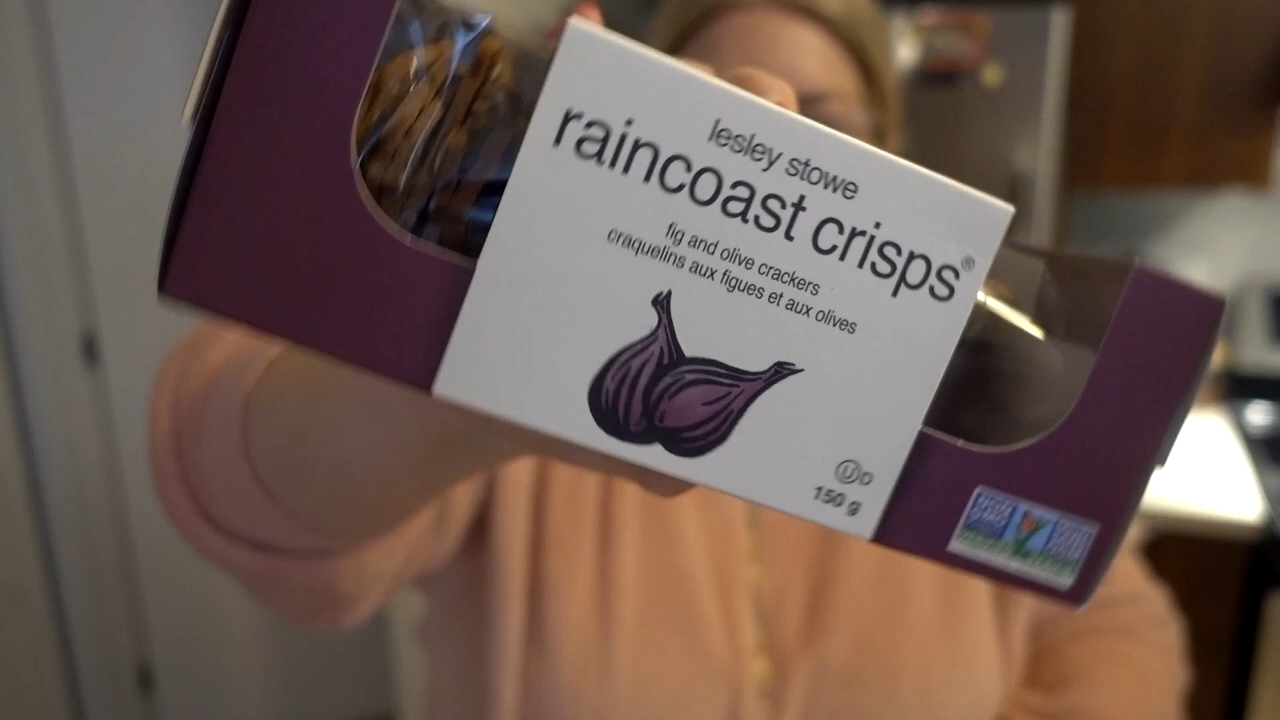 lesley stowe
raincoast crisps®
fig and olive crackers
craquelins aux figues et aux olives
U D
150 g